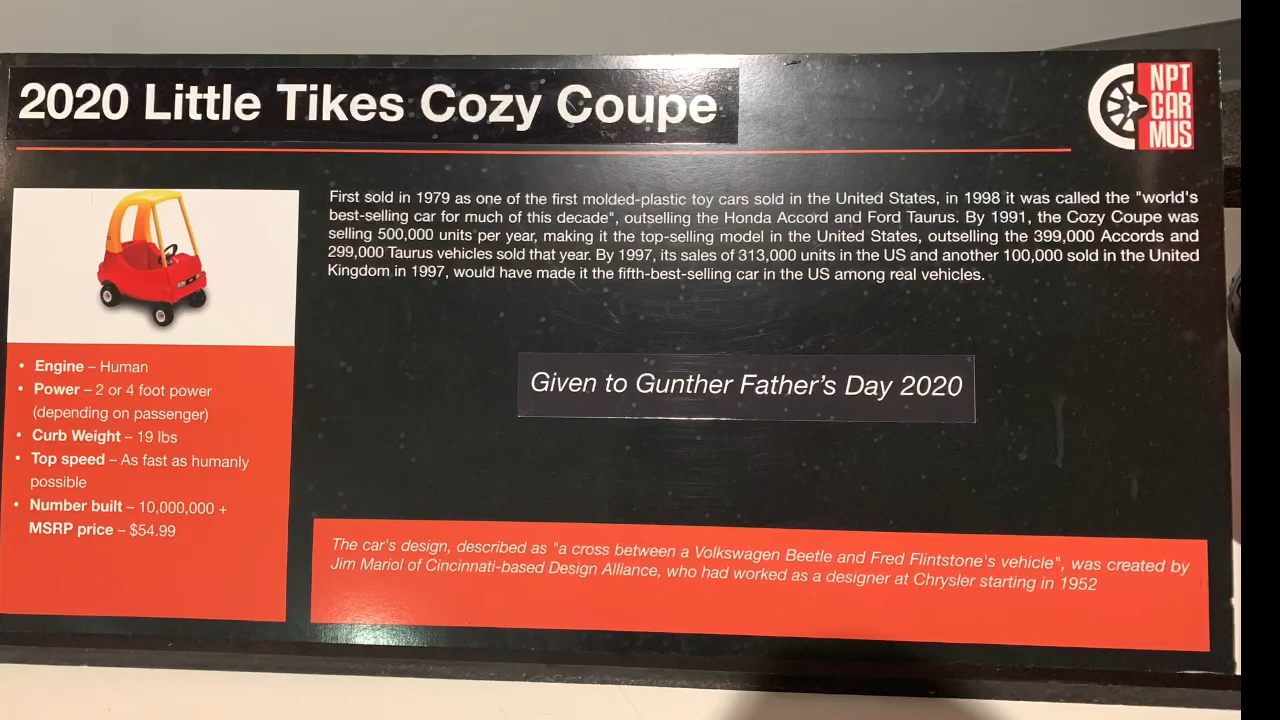 2020 Little Tikes Cozy Coupe
NPT
CAR
MUS
First sold in 1979 as one of the first molded-plastic toy cars sold in the United States, in 1998 it was called the "world's
best-selling car for much of this decade", outselling the Honda Accord and Ford Taurus. By 1991, the Cozy Coupe was
selling 500,000 units per year, making it the top-selling model in the United States, outselling the 399,000 Accords and
299,000 Taurus vehicles sold that year. By 1997, its sales of 313,000 units in the US and another 100,000 sold in the United
Kingdom in 1997, would have made it the fifth-best-selling car in the US among real vehicles.
• Engine – Human
• Power – 2 or 4 foot power
(depending on passenger)
• Curb Weight – 19 lbs
• Top speed – As fast as humanly
possible
• Number built – 10,000,000 +
MSRP price – $54.99
Given to Gunther Father’s Day 2020
The car's design, described as "a cross between a Volkswagen Beetle and Fred Flintstone's vehicle", was created by
Jim Mariol of Cincinnati-based Design Alliance, who had worked as a designer at Chrysler starting in 1952